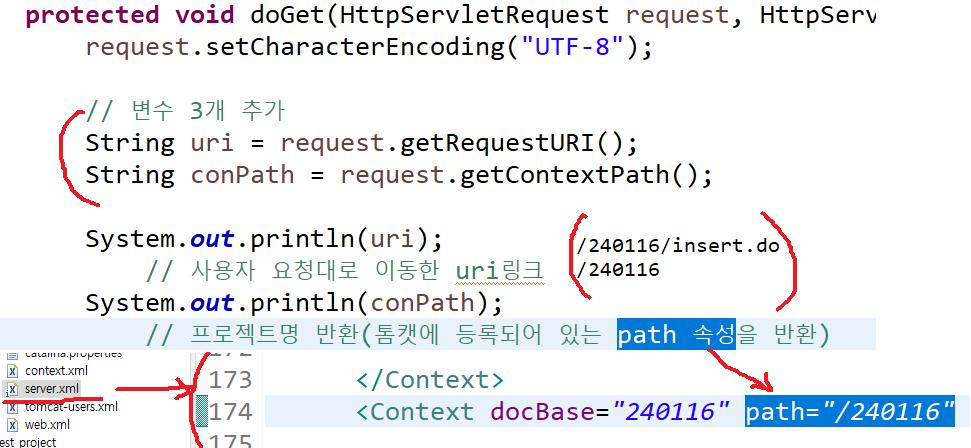 protected void doGet(HttpServletRequest request, HttpServ
request.setCharacterEncoding("UTF-8");
// 변수 3개 추가
String uri = request.getRequestURI();
String conPath = request.getContextPath();
System.out.println(uri);
// 사용자 요청대로 이동한 uri링크
/240116/insert.do
/240116
System.out.println(conPath);
// 프로젝트명 반환(톰캣에 등록되어 있는 path 속성을 반환)
catalina.properties
context.xml
server.xml
tomcat-users.xml
web.xml
est_project
173 </Context>
174 <Context docBase="240116" path="/240116"
175